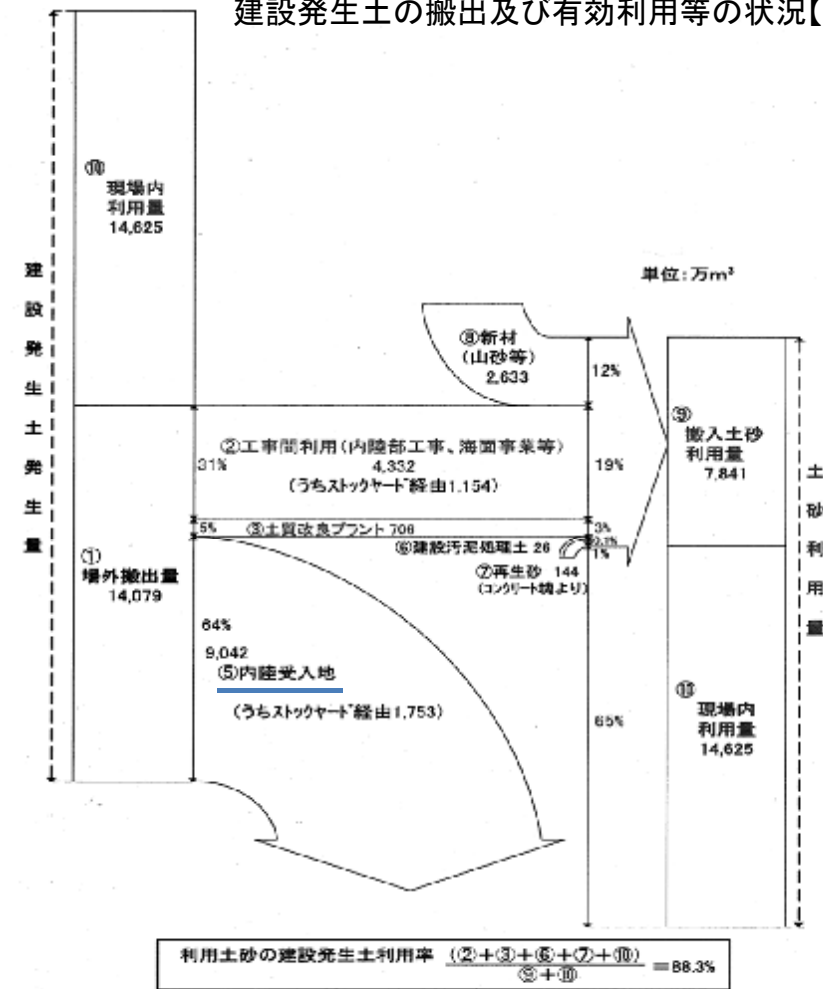 建設発生土の搬出及び有効利用等の状況【
⑩
現場内
利用量
14,625
建設発生土発生量
単位:万m³
⑧新材
(山砂等)
2,633
12%
⑨
搬入土砂
利用量
7,841
②工事間利用(内陸部工事、海面事業等)
31%
4,332
19%
(うちストックヤード経由1,154)
土砂利用量
5%
③土質改良プラント 706
3%
⑥建設汚泥処理土 26
1%
①
場外搬出量
14,079
⑦再生砂 144
(コンクリート塊より)
64%
9,042
⑤内陸受入地
(うちストックヤード経由1,753)
65%
⑩
現場内
利用量
14,625
利用土砂の建設発生土利用率 (②+③+⑥+⑦+⑩)
⑨+⑩
=88.3%